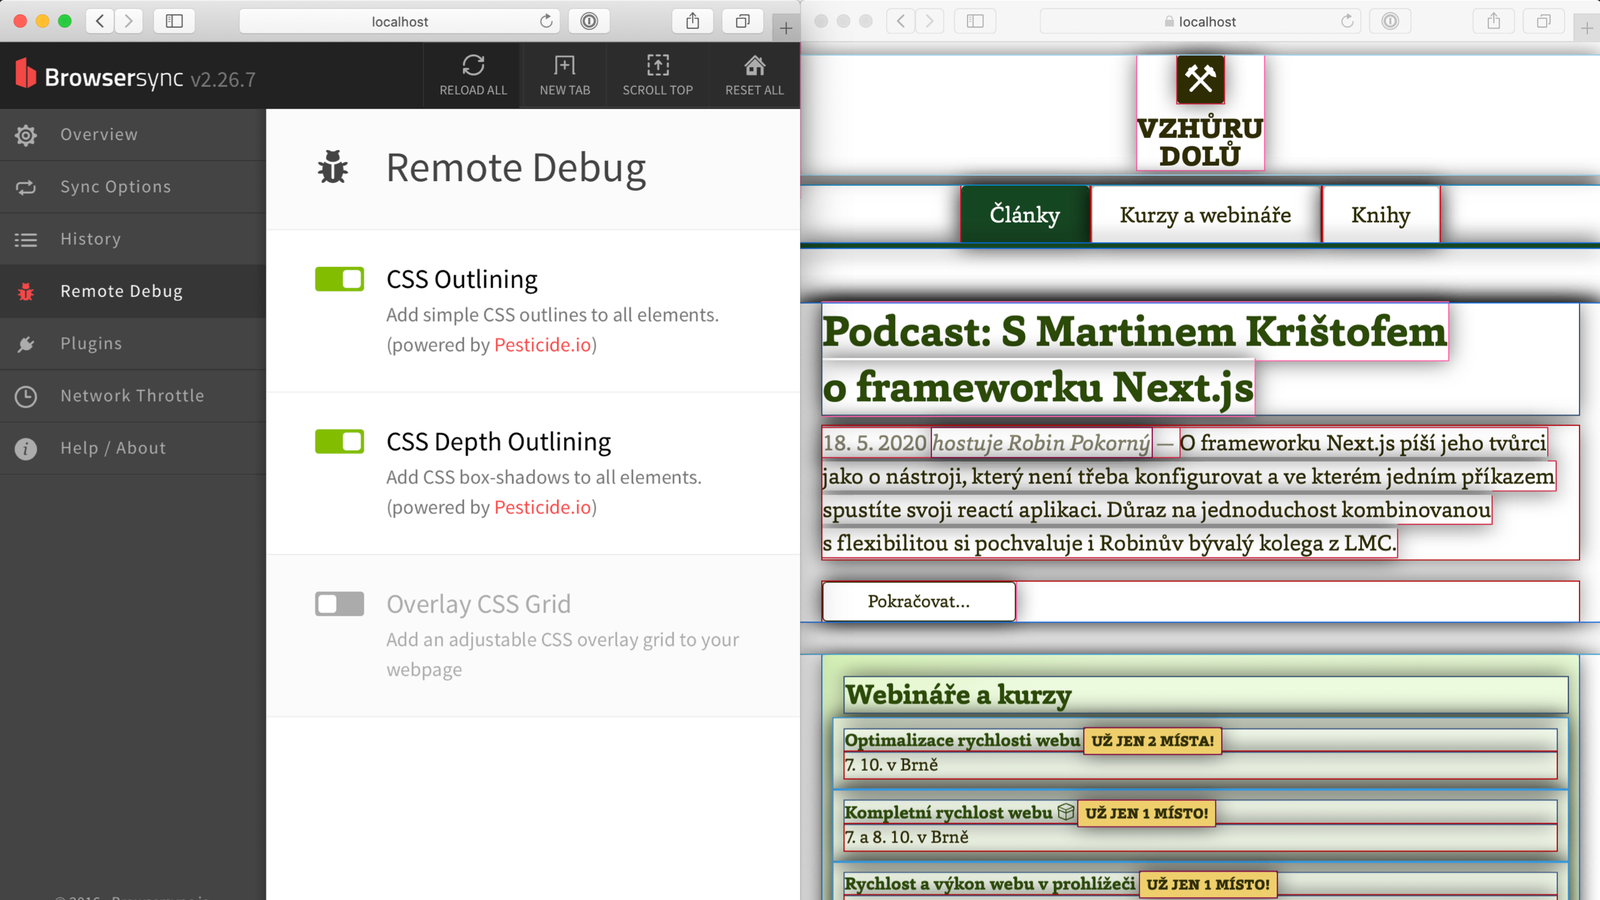 localhost
Browsersync v2.26.7
RELOAD ALL
NEW TAB
SCROLL TOP
RESET ALL
Overview
Sync Options
History
Remote Debug
Plugins
Network Throttle
Help / About
Remote Debug
CSS Outlining
Add simple CSS outlines to all elements.
(powered by Pesticide.io)
CSS Depth Outlining
Add CSS box-shadows to all elements.
(powered by Pesticide.io)
Overlay CSS Grid
Add an adjustable CSS overlay grid to your
webpage
localhost
VZHŮRU
DOLŮ
Články
Kurzy a webináře
Knihy
Podcast: S Martinem Krištofem
o frameworku Next.js
18. 5. 2020 hostuje Robin Pokorný — O frameworku Next.js píší jeho tvůrci
jako o nástroji, který není třeba konfigurovat a ve kterém jedním příkazem
spustíte svoji reactí aplikaci. Důraz na jednoduchost kombinovanou
s flexibilitou si pochvaluje i Robinův bývalý kolega z LMC.
Pokračovat...
Webináře a kurzy
Optimalizace rychlosti webu UŽ JEN 2 MÍSTA!
7. 10. v Brně
Kompletní rychlost webu UŽ JEN 1 MÍSTO!
7. a 8. 10. v Brně
Rychlost a výkon webu v prohlížeči UŽ JEN 1 MÍSTO!